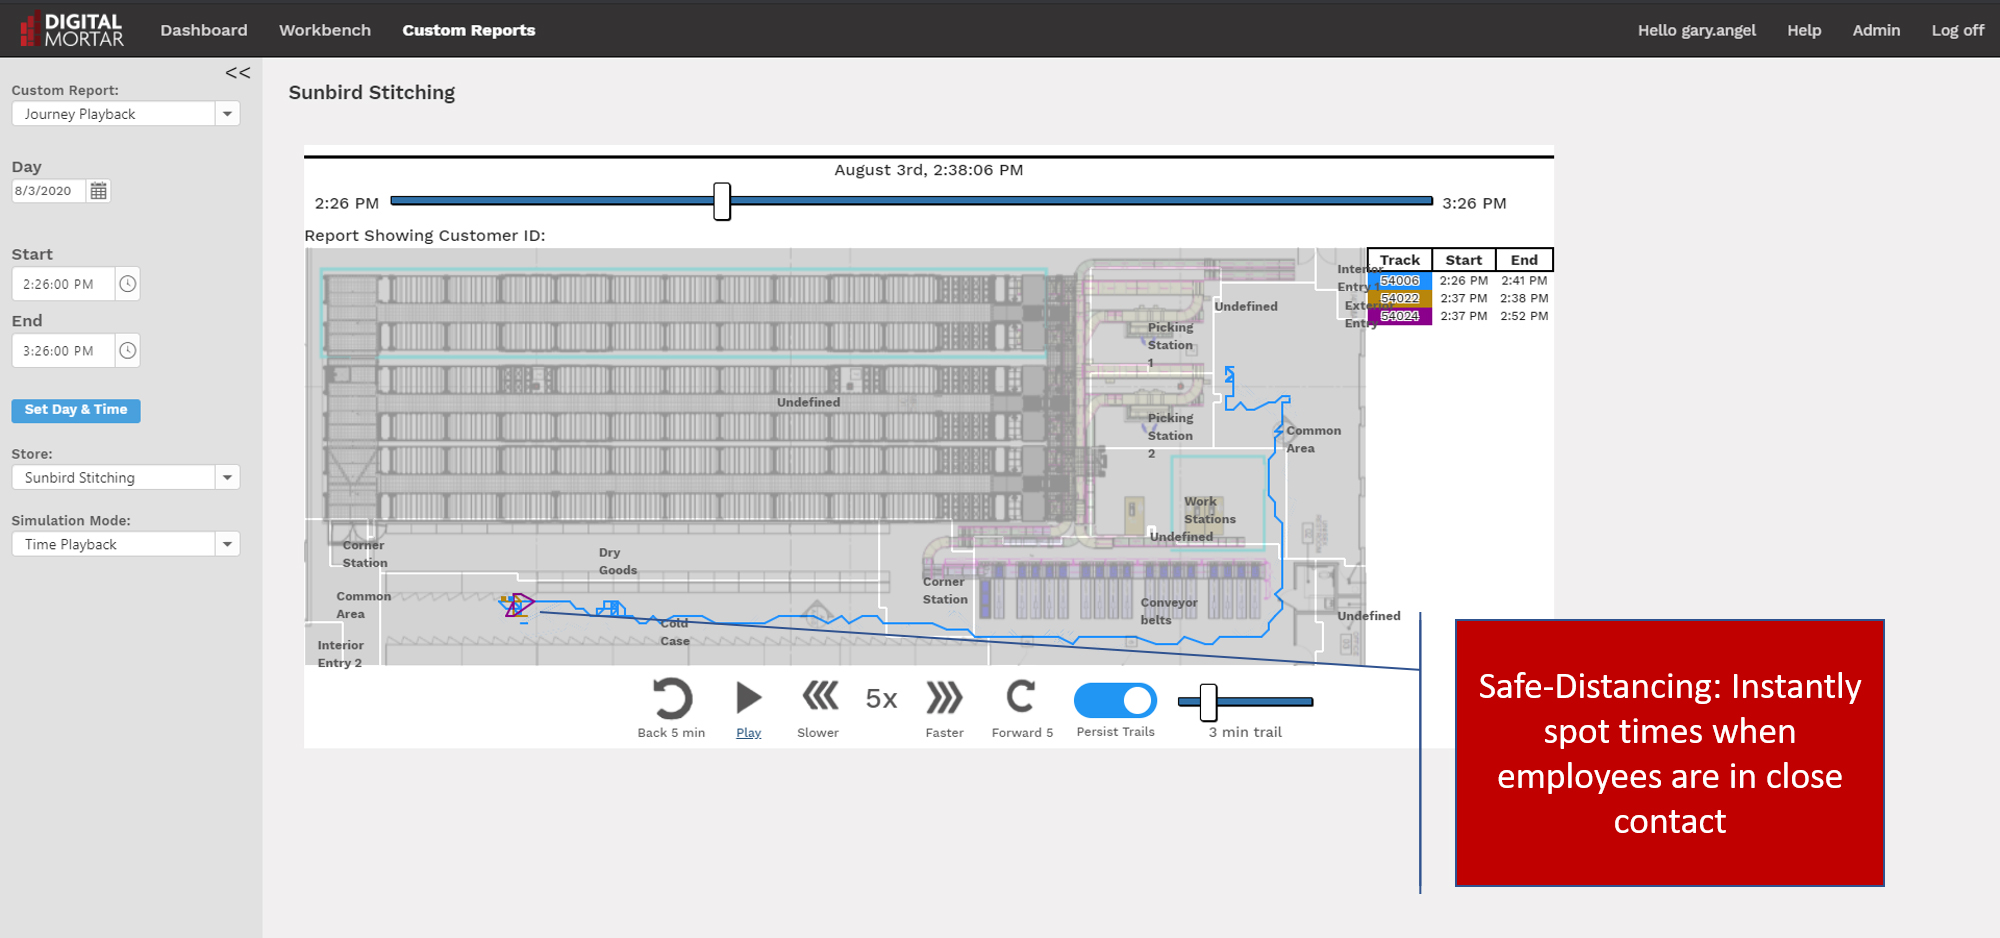 DIGITAL
MORTAR
Dashboard
Workbench
Custom Reports
Hello gary.angel
Help
Admin
Log off
<<
Custom Report:
Journey Playback
Day
8/3/2020
Start
2:26:00 PM
End
3:26:00 PM
Set Day & Time
Store:
Sunbird Stitching
Simulation Mode:
Time Playback
Sunbird Stitching
August 3rd, 2:38:06 PM
2:26 PM
3:26 PM
Report Showing Customer ID:
Track Start End
54006 2:26 PM 2:41 PM
54022 2:37 PM 2:38 PM
54024 2:37 PM 2:52 PM
Interior
Entry 1
Exterior
Entry
Undefined
Picking
Station
1
Undefined
Picking
Station
2
Common
Area
Work
Stations
Undefined
Corner
Station
Dry
Goods
Corner
Station
Common
Area
Conveyor
belts
Undefined
Cold
Case
Interior
Entry 2
5x
Back 5 min
Play
Slower
Faster
Forward 5
Persist Trails
3 min trail
Safe-Distancing: Instantly
spot times when
employees are in close
contact